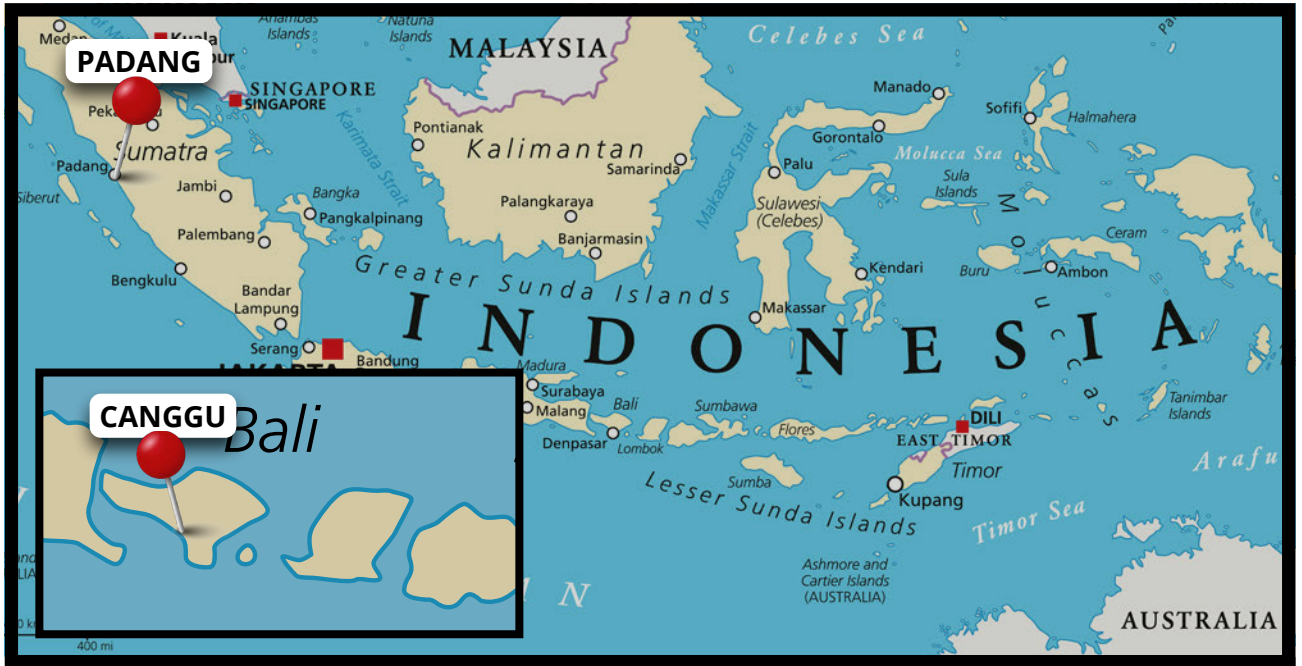 Anambas
Islands
Natuna
Islands
MALAYSIA
Celebes Sea
Medan
Kuala
PADANG
SINGAPORE
SINGAPORE
Karimata Strait
Pontianak
Kalimantan
Samarinda
Makassar Strait
Manado
Gorontalo
Sofifi
Halmahera
Palu
Molucca Sea
Sula
Islands
Moluccas
Padang
Sumatra
Siberut
Jambi
Bangka
Pangkalpinang
Palangkaraya
Sulawesi
(Celebes)
Palembang
Banjarmasin
Ceram
Buru
Ambon
Kendari
Bengkulu
Greater Sunda Islands
Bandar
Lampung
Makassar
INDONESIA
Serang
JAKARTA
Bandung
Madura
Surabaya
Malang
Bali
Sumbawa
Denpasar
Lombok
Flores
DILI
EAST TIMOR
Timor
Tanimbar
Islands
Arafu
Sumba
Kupang
Lesser Sunda Islands
Timor Sea
Ashmore and
Cartier Islands
(AUSTRALIA)
AUSTRALIA
CANGGU
Bali
N
400 mi